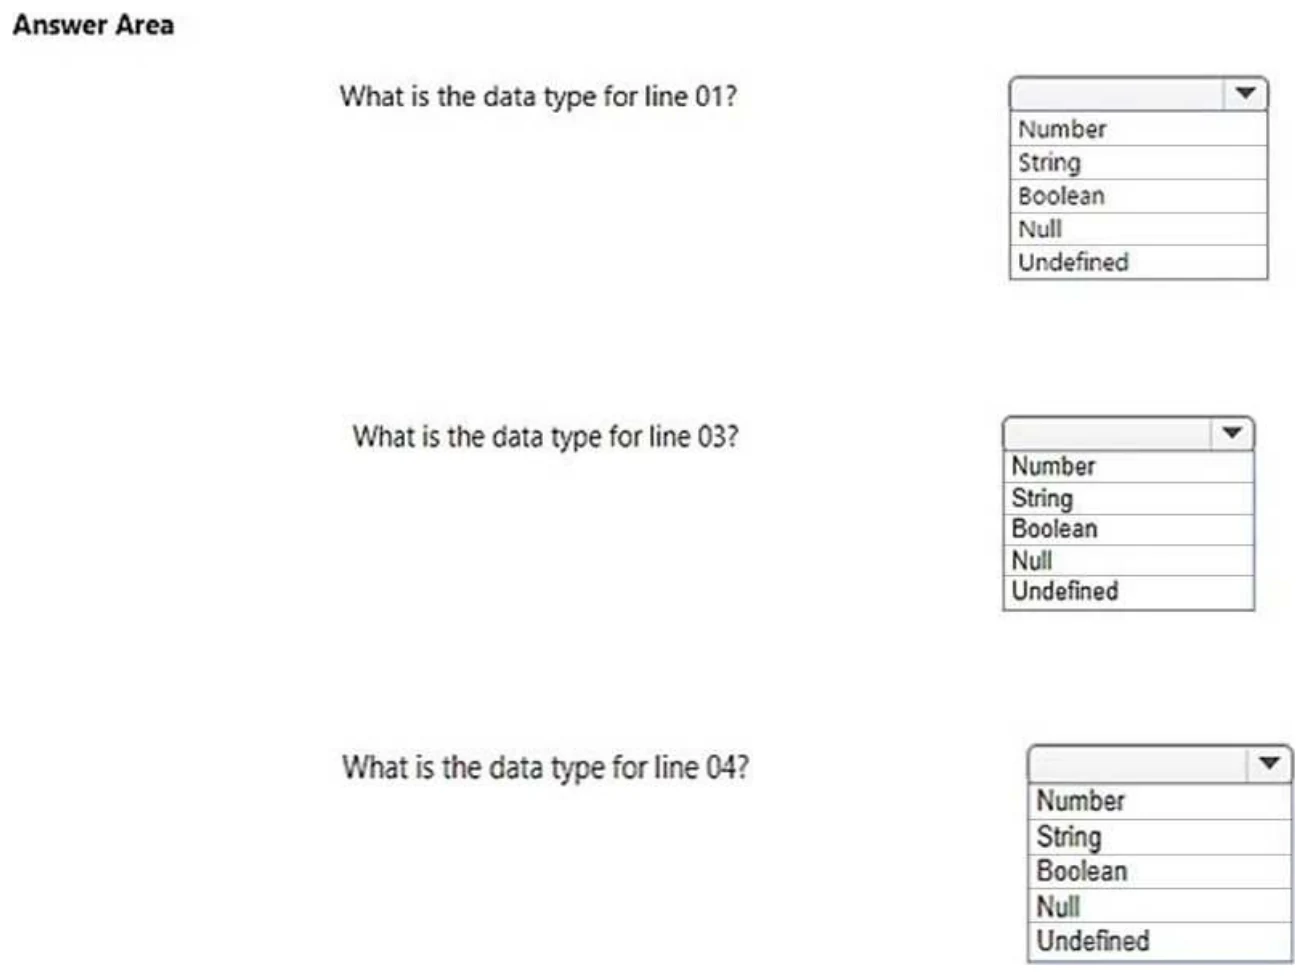 Answer Area
What is the data type for line 01?
Number
String
Boolean
Null
Undefined
What is the data type for line 03?
Number
String
Boolean
Null
Undefined
What is the data type for line 04?
Number
String
Boolean
Null
Undefined